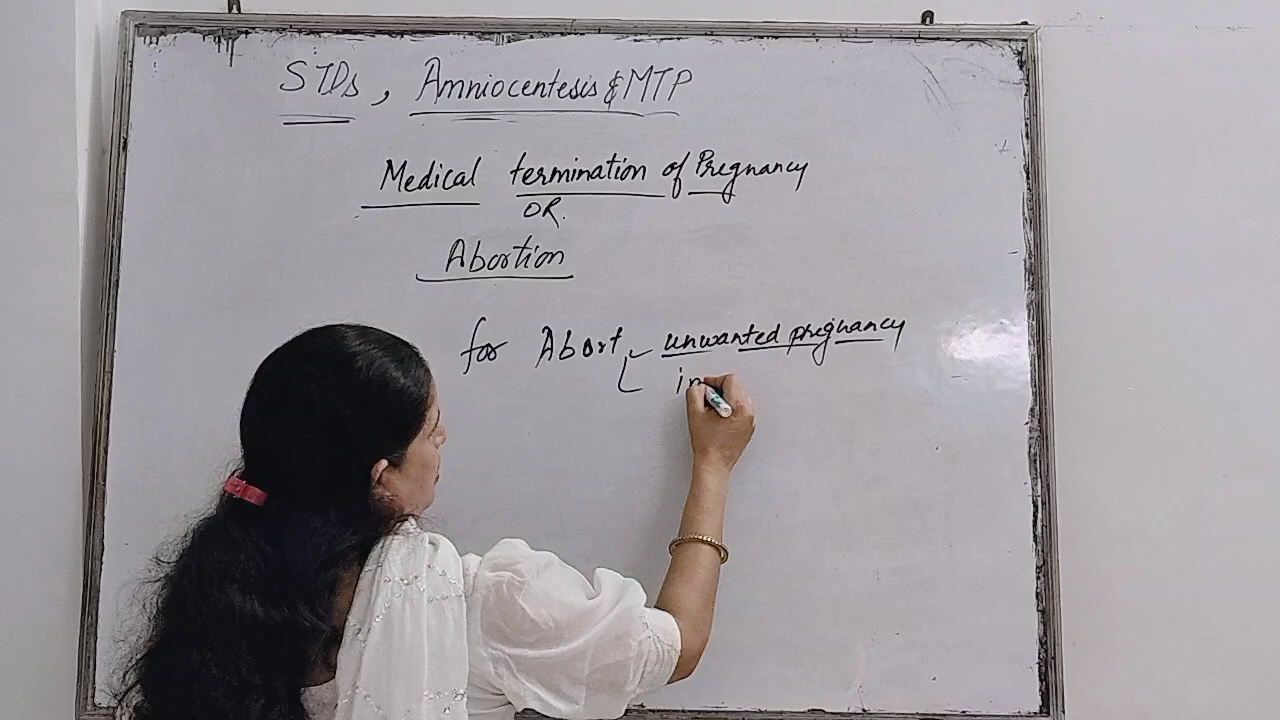 STDs, Amniocentesis & MTP
Medical termination of Pregnancy
OR.
Abortion
for Abort unwanted pregnancy